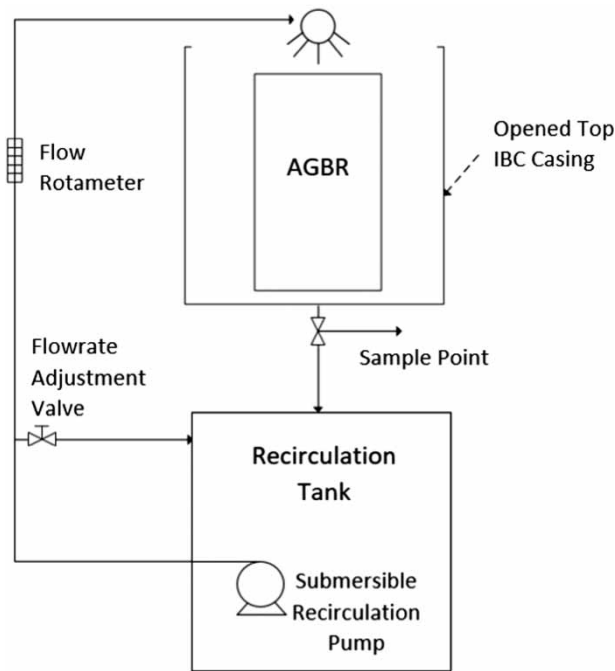 Flow
Rotameter
AGBR
Opened Top
IBC Casing
Sample Point
Flowrate
Adjustment
Valve
Recirculation
Tank
Submersible
Recirculation
Pump